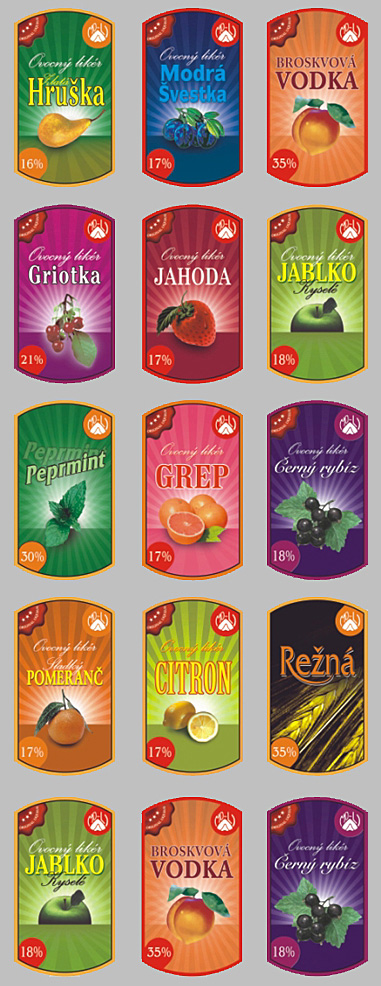 Ovocný likér
Zlatá
Hruška
16%
Ovocný likér
Modrá
Švestka
17%
BROSKVOVÁ
VODKA
35%
Ovocný likér
Griotka
21%
Ovocný likér
JAHODA
17%
Ovocný likér
JABLKO
Kyselé
18%
Peprmint
Peprmint
30%
Ovocný likér
GREP
17%
Ovocný likér
Černý rybíz
18%
Ovocný likér
Sladký
POMERANČ
17%
Ovocný likér
CITRON
17%
Režná
35%
Ovocný likér
JABLKO
Kyselé
18%
BROSKVOVÁ
VODKA
35%
Ovocný likér
Černý rybíz
18%